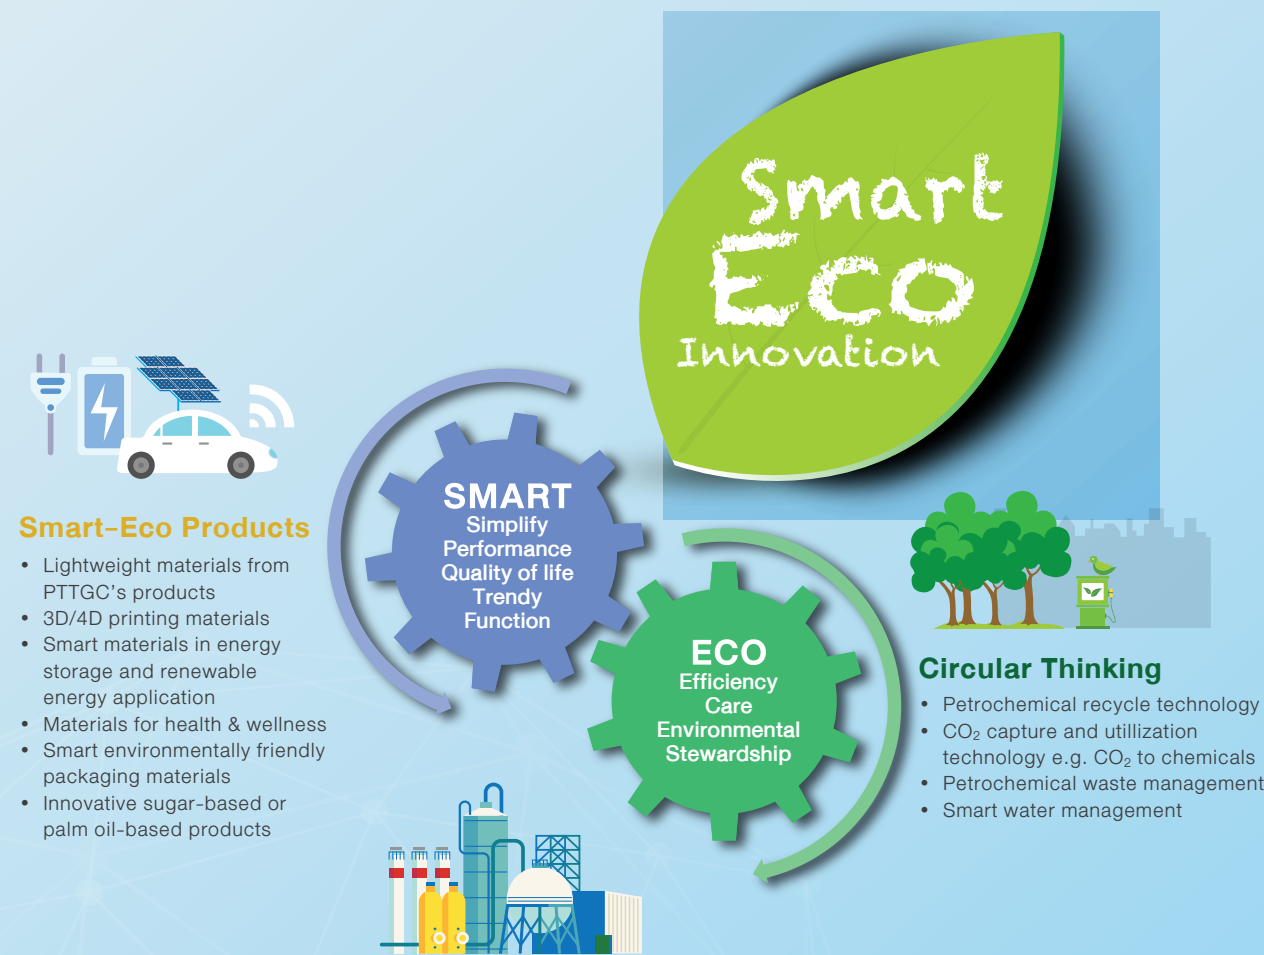 Smart
Eco
Innovation
SMART
Simplify
Performance
Quality of life
Trendy
Function
ECO
Efficiency
Care
Environmental
Stewardship
Smart-Eco Products
• Lightweight materials from
PTTGC's products
• 3D/4D printing materials
• Smart materials in energy
storage and renewable
energy application
• Materials for health & wellness
• Smart environmentally friendly
packaging materials
• Innovative sugar-based or
palm oil-based products
Circular Thinking
• Petrochemical recycle technology
• CO₂ capture and utillization
technology e.g. CO₂ to chemicals
• Petrochemical waste management
• Smart water management